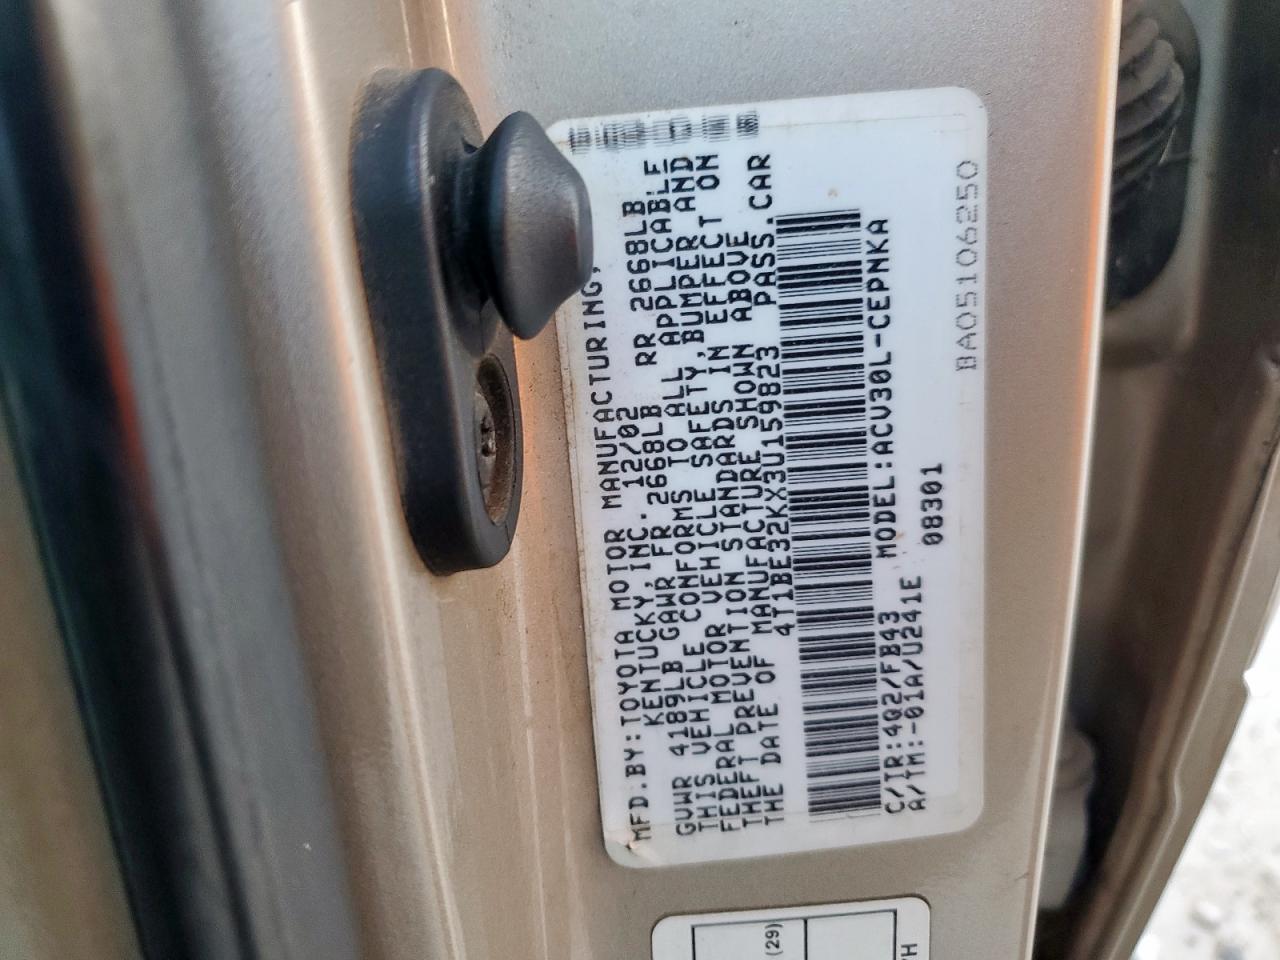 MFD.BY:TOYOTA MOTOR MANUFACTURING,
KENTUCKY,INC. 12/02
GVWR 4189LB GAWR FR 2668LB RR 2668LB
THIS VEHICLE CONFORMS TO ALL APPLICABLE
FEDERAL MOTOR VEHICLE SAFETY,BUMPER AND
THEFT PREVENTION STANDARDS IN EFFECT ON
THE DATE OF MANUFACTURE SHOWN ABOVE
4T1BE32KX3U159823 PASS.CAR
MODEL:ACV30L-CEPNKA
C/TR:4Q2/FB43 08301
A/TM:-01A/U241E
BA05106250
(29)